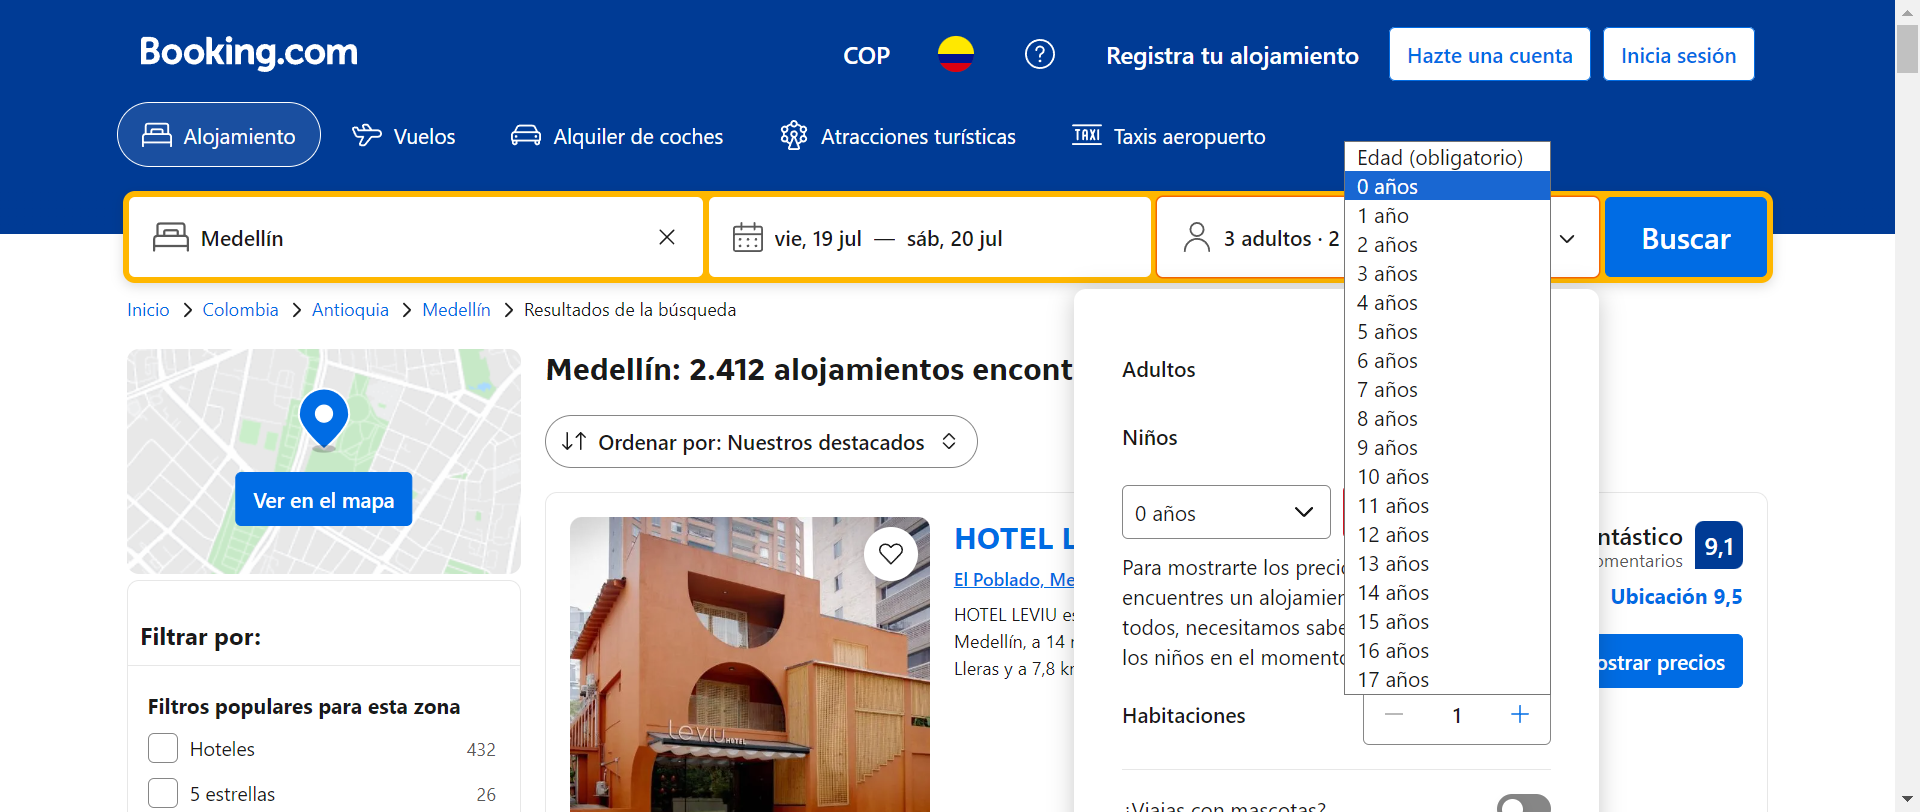 Booking.com
COP
Registra tu alojamiento
Hazte una cuenta
Inicia sesión
Alojamiento
Vuelos
Alquiler de coches
Atracciones turísticas
TAXI
Taxis aeropuerto
Medellín
vie, 19 jul — sáb, 20 jul
3 adultos · 2
Buscar
Edad (obligatorio)
0 años
1 año
2 años
3 años
4 años
5 años
6 años
7 años
8 años
9 años
10 años
11 años
12 años
13 años
14 años
15 años
16 años
17 años
Inicio > Colombia > Antioquia > Medellín > Resultados de la búsqueda
Ver en el mapa
Filtrar por:
Filtros populares para esta zona
Hoteles 432
5 estrellas 26
Medellín: 2.412 alojamientos encont
Ordenar por: Nuestros destacados
Leviu HOTEL
HOTEL L
El Poblado, Me
HOTEL LEVIU es
Medellín, a 14
Lleras y a 7,8 k
Adultos
Niños
0 años
Para mostrarte los preci
encuentres un alojamien
todos, necesitamos sabe
los niños en el momento
Habitaciones
1
¿Viajas con mascotas?
ntástico
omentarios
9,1
Ubicación 9,5
ostrar precios